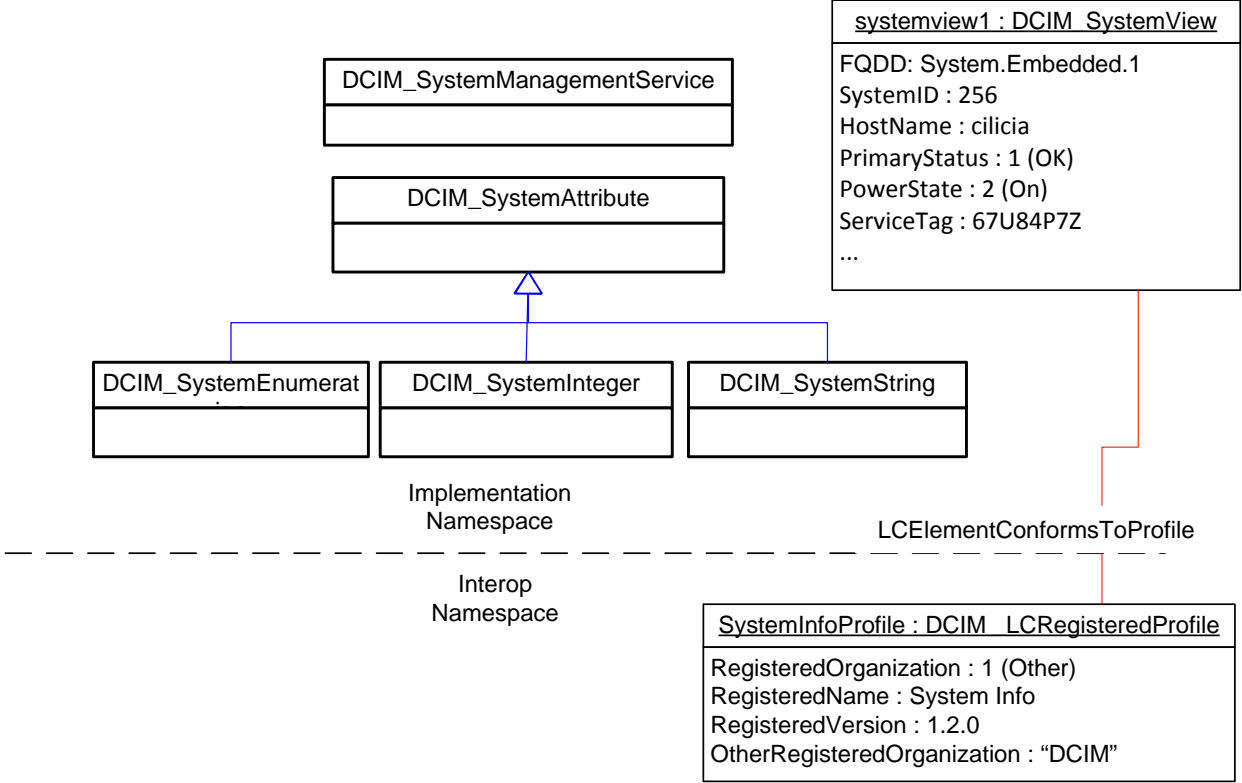 systemview1 : DCIM_SystemView
FQDD: System.Embedded.1
SystemID : 256
HostName : cilicia
PrimaryStatus : 1 (OK)
PowerState : 2 (On)
ServiceTag : 67U84P7Z
...
DCIM_SystemManagementService
DCIM_SystemAttribute
DCIM_SystemEnumerat
DCIM_SystemInteger
DCIM_SystemString
Implementation
Namespace
LCElementConformsToProfile
Interop
Namespace
SystemInfoProfile : DCIM _LCRegisteredProfile
RegisteredOrganization : 1 (Other)
RegisteredName : System Info
RegisteredVersion : 1.2.0
OtherRegisteredOrganization : “DCIM”